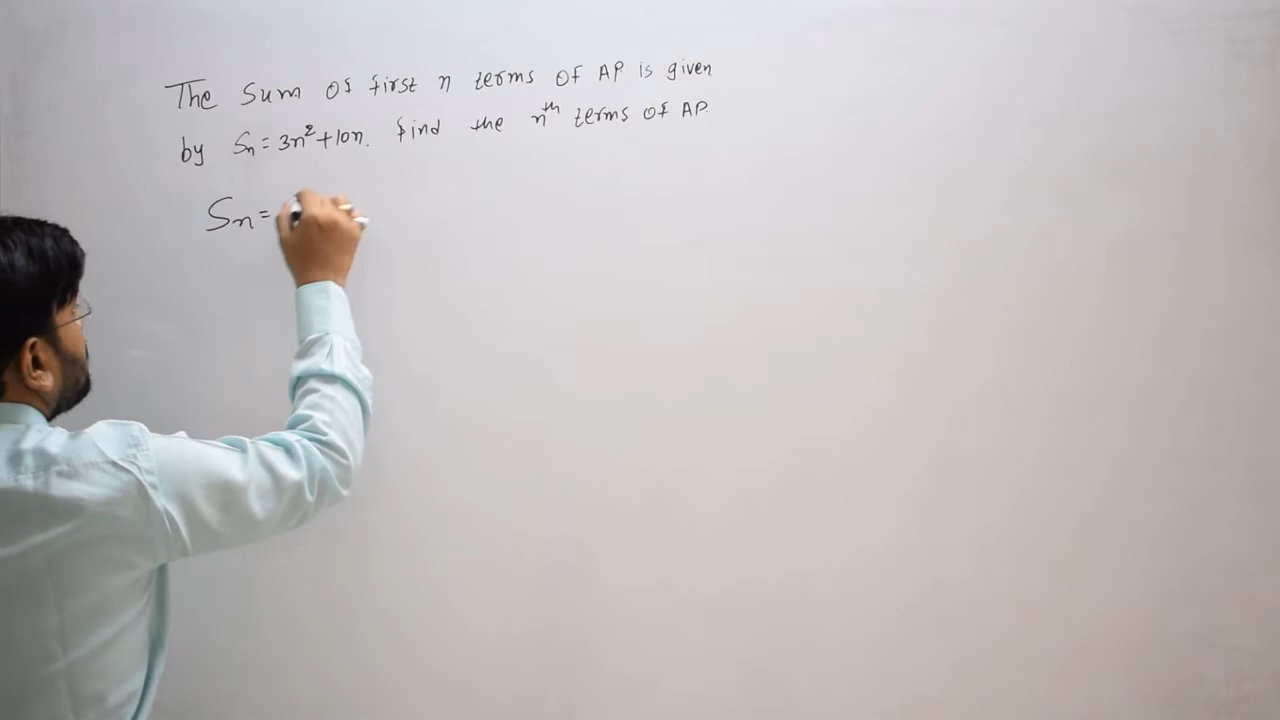 The Sum of first n terms of AP is given
by Sn = 3n²+10n. find the nth terms of AP.
Sn =